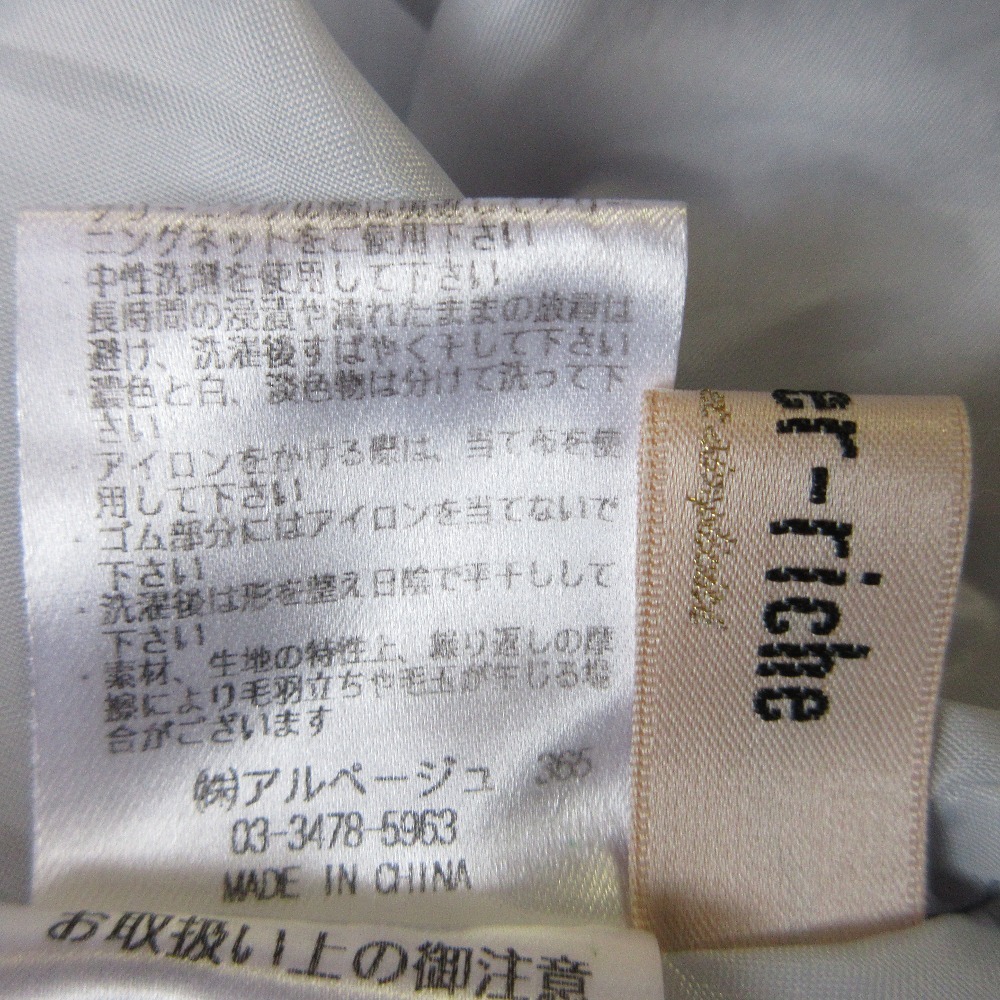 クリーニングの際は
ニングネットをご使用下さい
・中性洗剤を使用して下さい
・長時間の浸漬や濡れたままの放置は
避け、洗濯後すばやく干して下さい
・濃色と白、淡色物は分けて洗って下
さい
・アイロンをかける際は、当て布を使
用して下さい
・ゴム部分にはアイロンを当てないで
下さい
・洗濯後は形を整え日陰で平干しして
下さい
・素材、生地の特性上、繰り返しの摩
擦により毛羽立ちや毛玉が生じる場
合がございます
㈱アルページュ 365
03-3478-5963
MADE IN CHINA
お取扱い上の御注意
er-riche